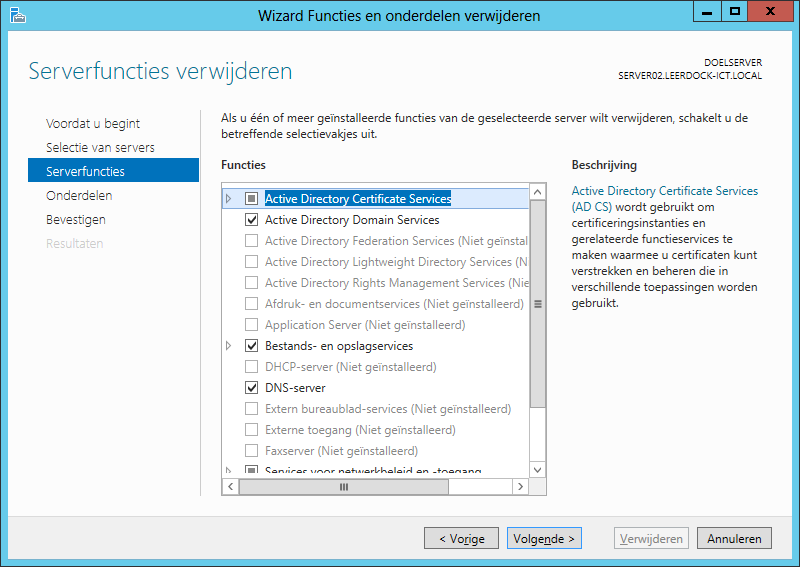 Wizard Functies en onderdelen verwijderen
Serverfuncties verwijderen
DOELSERVER
SERVER02.LEERDOCK-ICT.LOCAL
Voordat u begint
Selectie van servers
Serverfuncties
Onderdelen
Bevestigen
Resultaten
Als u één of meer geïnstalleerde functies van de geselecteerde server wilt verwijderen, schakelt u de
betreffende selectievakjes uit.
Functies
Active Directory Certificate Services
Active Directory Domain Services
Active Directory Federation Services (Niet geïnstal
Active Directory Lightweight Directory Services (N
Active Directory Rights Management Services (Nie
Afdruk- en documentservices (Niet geïnstalleerd)
Application Server (Niet geïnstalleerd)
Bestands- en opslagservices
DHCP-server (Niet geïnstalleerd)
DNS-server
Extern bureaublad-services (Niet geïnstalleerd)
Externe toegang (Niet geïnstalleerd)
Faxserver (Niet geïnstalleerd)
Services voor netwerkbeleid en -toegang
Beschrijving
Active Directory Certificate Services
(AD CS) wordt gebruikt om
certificeringsinstanties en
gerelateerde functieservices te
maken waarmee u certificaten kunt
verstrekken en beheren die in
verschillende toepassingen worden
gebruikt.
< Vorige
Volgende >
Verwijderen
Annuleren